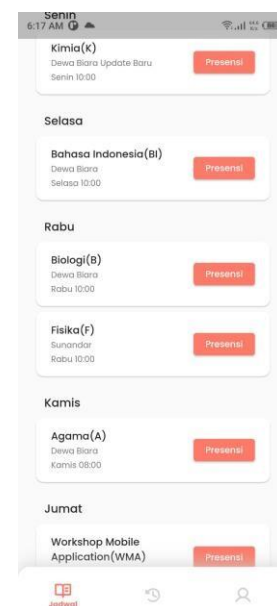 Senin
6:17 AM
Kimia(K)
Dewa Biara Update Baru
Senin 10:00
Presensi
Selasa
Bahasa Indonesia(BI)
Dewa Biara
Selasa 10:00
Presensi
Rabu
Biologi(B)
Dewa Biara
Rabu 10:00
Presensi
Fisika(F)
Sunandar
Rabu 10:00
Presensi
Kamis
Agama(A)
Dewa Biara
Kamis 08:00
Presensi
Jumat
Workshop Mobile
Application(WMA)
Presensi
Jadwal